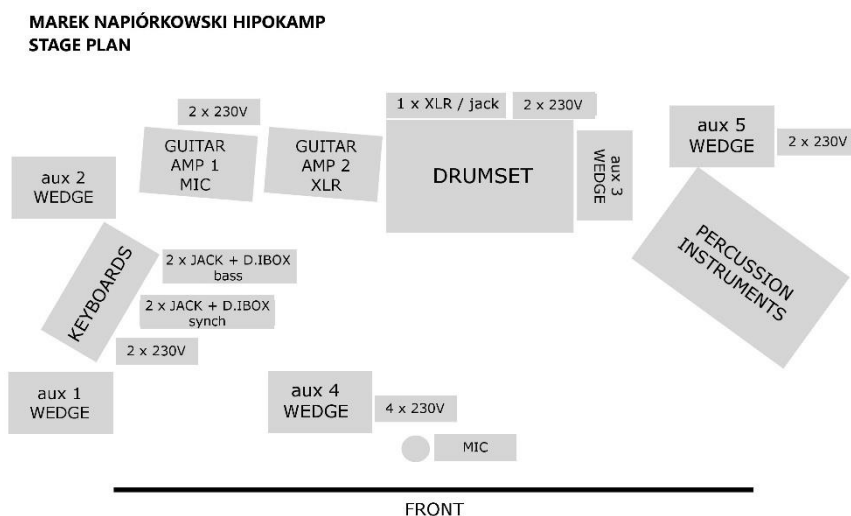 MAREK NAPIÓRKOWSKI HIPOKAMP
STAGE PLAN
2 x 230V
1 x XLR / jack
2 x 230V
GUITAR
AMP 1
MIC
GUITAR
AMP 2
XLR
DRUMSET
aux 3
WEDGE
aux 5
WEDGE
2 x 230V
aux 2
WEDGE
PERCUSSION
INSTRUMENTS
KEYBOARDS
2 x JACK + D.IBOX
bass
2 x JACK + D.IBOX
synch
2 x 230V
aux 1
WEDGE
aux 4
WEDGE
4 x 230V
MIC
FRONT